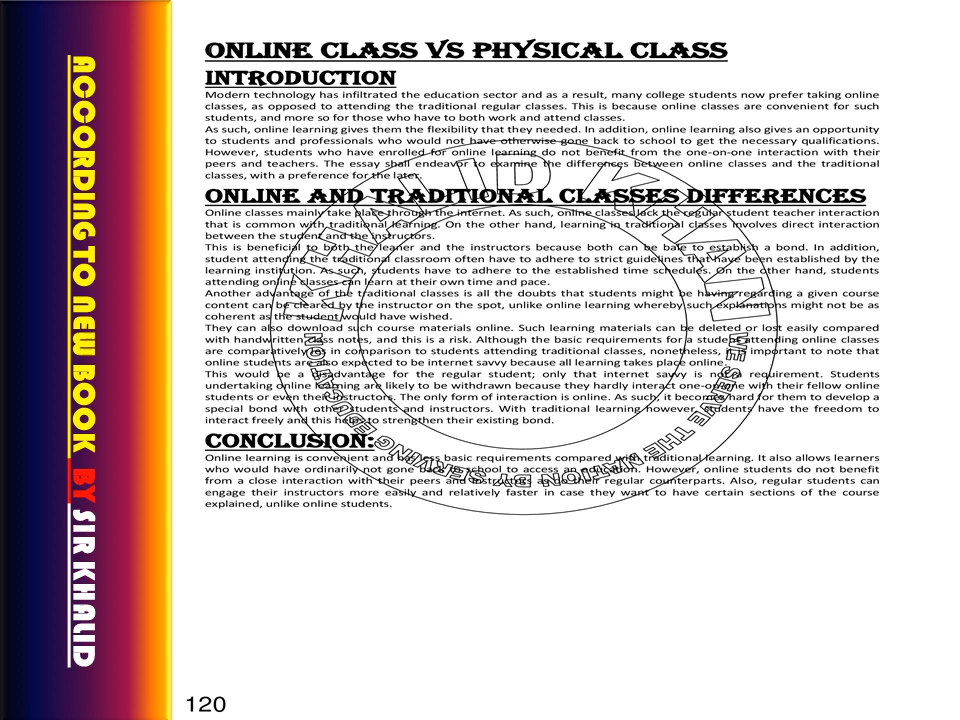 ACCORDING TO NEW BOOK BY SIR KHALID
ONLINE CLASS VS PHYSICAL CLASS
INTRODUCTION
Modern technology has infiltrated the education sector and as a result, many college students now prefer taking online
classes, as opposed to attending the traditional regular classes. This is because online classes are convenient for such
students, and more so for those who have to both work and attend classes.
As such, online learning gives them the flexibility that they needed. In addition, online learning also gives an opportunity
to students and professionals who would not have otherwise gone back to school to get the necessary qualifications.
However, students who have enrolled for online learning do not benefit from the one-on-one interaction with their
peers and teachers. The essay shall endeavor to examine the differences between online classes and the traditional
classes, with a preference for the later.
ONLINE AND TRADITIONAL CLASSES DIFFERENCES
Online classes mainly take place through the internet. As such, online classes lack the regular student teacher interaction
that is common with traditional learning. On the other hand, learning in traditional classes involves direct interaction
between the student and the instructors.
This is beneficial to both the leaner and the instructors because both can be bale to establish a bond. In addition,
student attending the traditional classroom often have to adhere to strict guidelines that have been established by the
learning institution. As such, students have to adhere to the established time schedules. On the other hand, students
attending online classes can learn at their own time and pace.
Another advantage of the traditional classes is all the doubts that students might be having regarding a given course
content can be cleared by the instructor on the spot, unlike online learning whereby such explanations might not be as
coherent as the student would have wished.
They can also download such course materials online. Such learning materials can be deleted or lost easily compared
with handwritten class notes, and this is a risk. Although the basic requirements for a student attending online classes
are comparatively les in comparison to students attending traditional classes, nonetheless, it is important to note that
online students are also expected to be internet savvy because all learning takes place online.
This would be a disadvantage for the regular student; only that internet savvy is not a requirement. Students
undertaking online learning are likely to be withdrawn because they hardly interact one-on-one with their fellow online
students or even their instructors. The only form of interaction is online. As such, it becomes hard for them to develop a
special bond with other students and instructors. With traditional learning however, students have the freedom to
interact freely and this helps to strengthen their existing bond.
CONCLUSION:
Online learning is convenient and has less basic requirements compared with traditional learning. It also allows learners
who would have ordinarily not gone back to school to access an education. However, online students do not benefit
from a close interaction with their peers and instructors as do their regular counterparts. Also, regular students can
engage their instructors more easily and relatively faster in case they want to have certain sections of the course
explained, unlike online students.
WE SERVE THE NATION BY SERVING EDUCATION
120